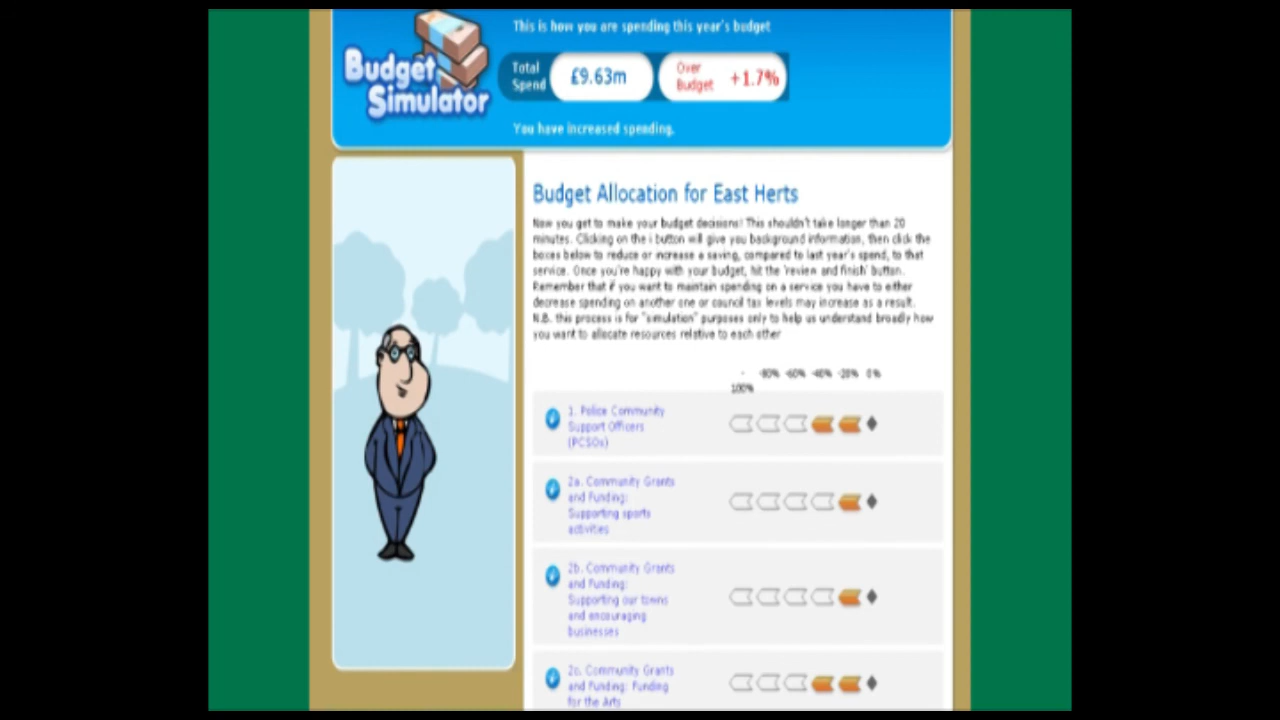 This is how you are spending this year's budget
Budget
Simulator
Total
Spend
£9.63m
Over
Budget
+1.7%
You have increased spending.
Budget Allocation for East Herts
Now you get to make your budget decisions! This shouldn't take longer than 20
minutes. Clicking on the i button will give you background information, then click the
boxes below to reduce or increase a saving, compared to last year's spend, to that
service. Once you're happy with your budget, hit the 'review and finish' button.
Remember that if you want to maintain spending on a service you have to either
decrease spending on another one or council tax levels may increase as a result.
N.B. this process is for "simulation" purposes only to help us understand broadly how
you want to allocate resources relative to each other
- -80% -60% -40% -20% 0%
100%
1. Police Community
Support Officers
(PCSOs)
2a. Community Grants
and Funding:
Supporting sports
activities
2b. Community Grants
and Funding:
Supporting our towns
and encouraging
businesses
2c. Community Grants
and Funding: Funding
for the Arts